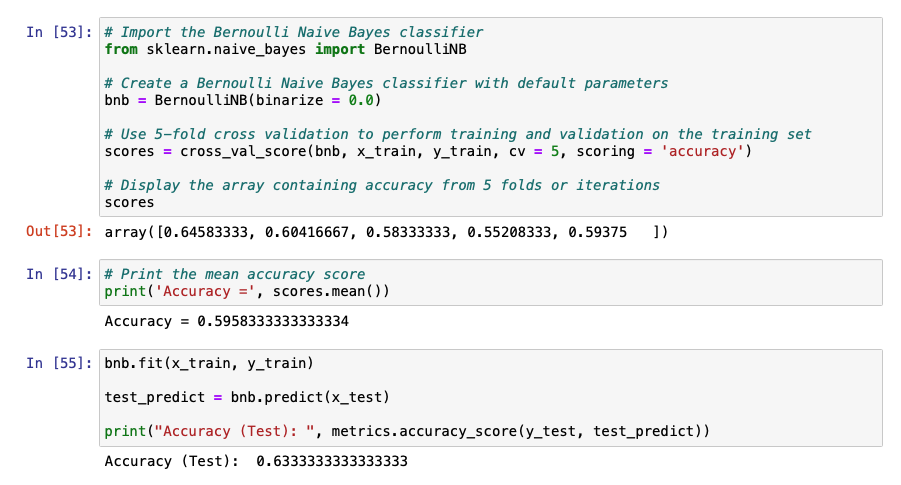 In [53]: # Import the Bernoulli Naive Bayes classifier
from sklearn.naive_bayes import BernoulliNB
# Create a Bernoulli Naive Bayes classifier with default parameters
bnb = BernoulliNB(binarize = 0.0)
# Use 5-fold cross validation to perform training and validation on the training set
scores = cross_val_score(bnb, x_train, y_train, cv = 5, scoring = 'accuracy')
# Display the array containing accuracy from 5 folds or iterations
scores
Out[53]: array([0.64583333, 0.60416667, 0.58333333, 0.55208333, 0.59375   ])
In [54]: # Print the mean accuracy score
print('Accuracy =', scores.mean())
Accuracy = 0.5958333333333334
In [55]: bnb.fit(x_train, y_train)
test_predict = bnb.predict(x_test)
print("Accuracy (Test): ", metrics.accuracy_score(y_test, test_predict))
Accuracy (Test):  0.6333333333333333